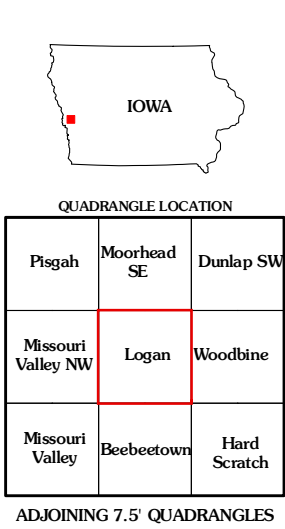 IOWA
QUADRANGLE LOCATION
Pisgah
Moorhead
SE
Dunlap SW
Missouri
Valley NW
Logan
Woodbine
Missouri
Valley
Beebeetown
Hard
Scratch
ADJOINING 7.5' QUADRANGLES